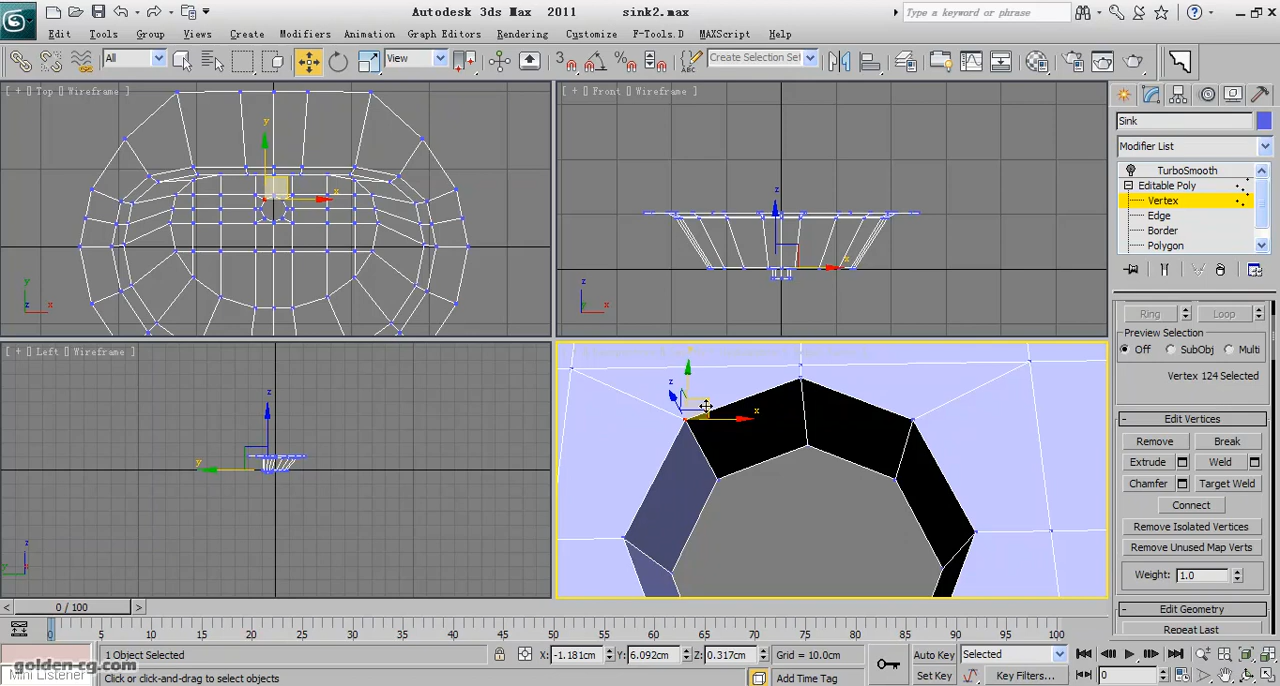 Autodesk 3ds Max 2011 sink2.max
Type a keyword or phrase
Edit Tools Group Views Create Modifiers Animation Graph Editors Rendering Customize F-Tools.D MAXScript Help
All View Create Selection Set
[ + [] Top [] Wireframe ]
[ + [] Front [] Wireframe ]
[ + [] Left [] Wireframe ]
Sink
Modifier List
TurboSmooth
Editable Poly
Vertex
Edge
Border
Polygon
Ring Loop
Preview Selection
Off SubObj Multi
Vertex 124 Selected
Edit Vertices
Remove Break
Extrude Weld
Chamfer Target Weld
Connect
Remove Isolated Vertices
Remove Unused Map Verts
Weight: 1.0
Edit Geometry
Repeat Last
0 / 100
0 5 10 15 20 25 30 35 40 45 50 55 60 65 70 75 80 85 90 95 100
1 Object Selected X: -1.181cm Y: 6.092cm Z: 0.317cm Grid = 10.0cm Auto Key Selected
golden-cg.com
Mini Listener Click or click-and-drag to select objects Add Time Tag Set Key Key Filters... 0